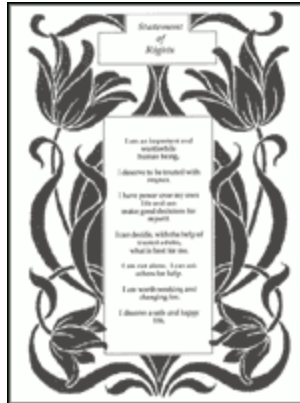 Statement
of
Rights
I am an important and
worthwhile
human being.
I deserve to be treated with
respect.
I have power over my own
life and can
make good decisions for
myself.
I can decide, with the help of
trusted adults,
what is best for me.
I am not alone. I can ask
others for help.
I am worth working and
changing for.
I deserve a safe and happy
life.